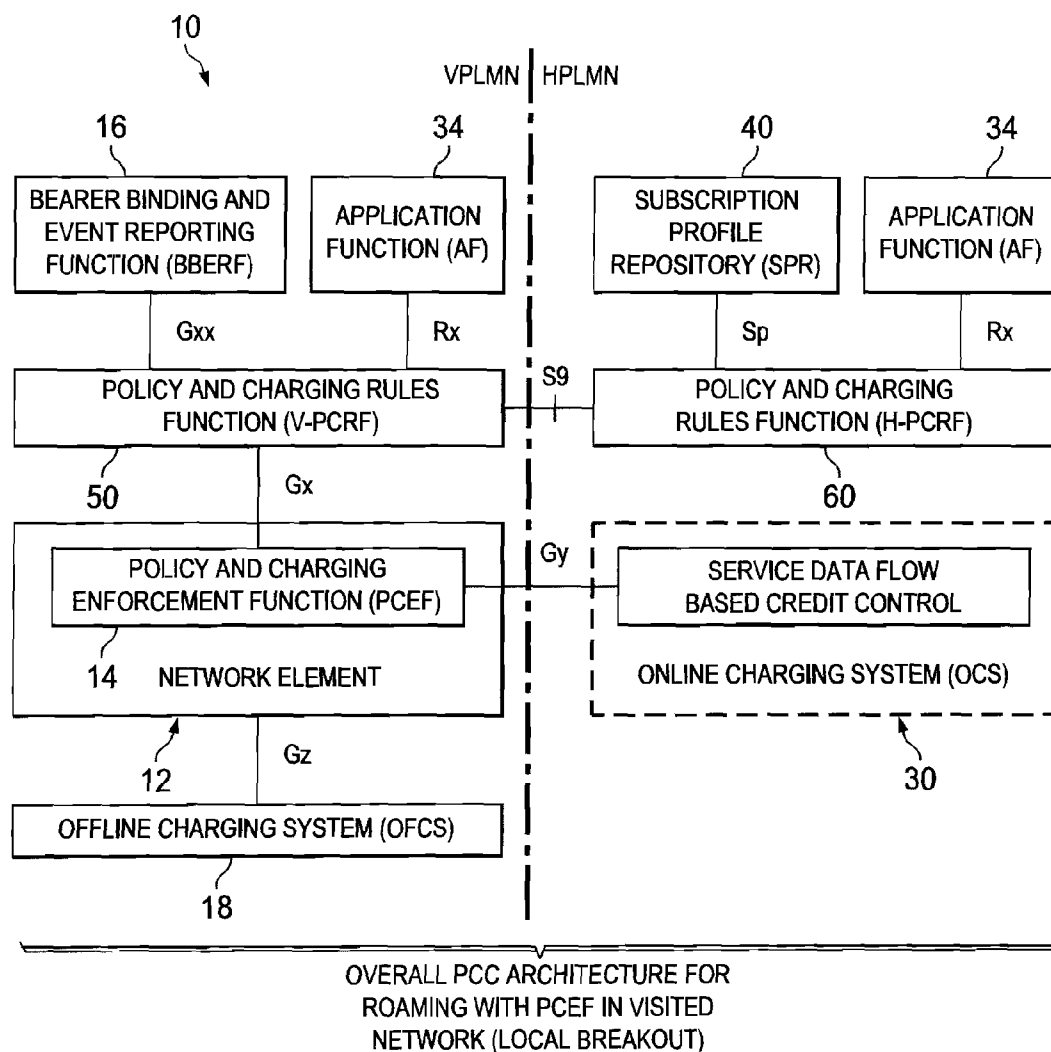 10
VPLMN
HPLMN
16
34
40
34
BEARER BINDING AND
EVENT REPORTING
FUNCTION (BBERF)
APPLICATION
FUNCTION (AF)
SUBSCRIPTION
PROFILE
REPOSITORY (SPR)
APPLICATION
FUNCTION (AF)
Gxx
Rx
Sp
Rx
POLICY AND CHARGING RULES
FUNCTION (V-PCRF)
S9
POLICY AND CHARGING
RULES FUNCTION (H-PCRF)
50
Gx
60
POLICY AND CHARGING
ENFORCEMENT FUNCTION (PCEF)
Gy
SERVICE DATA FLOW
BASED CREDIT CONTROL
14
NETWORK ELEMENT
ONLINE CHARGING SYSTEM (OCS)
12
Gz
30
OFFLINE CHARGING SYSTEM (OFCS)
18
OVERALL PCC ARCHITECTURE FOR
ROAMING WITH PCEF IN VISITED
NETWORK (LOCAL BREAKOUT)